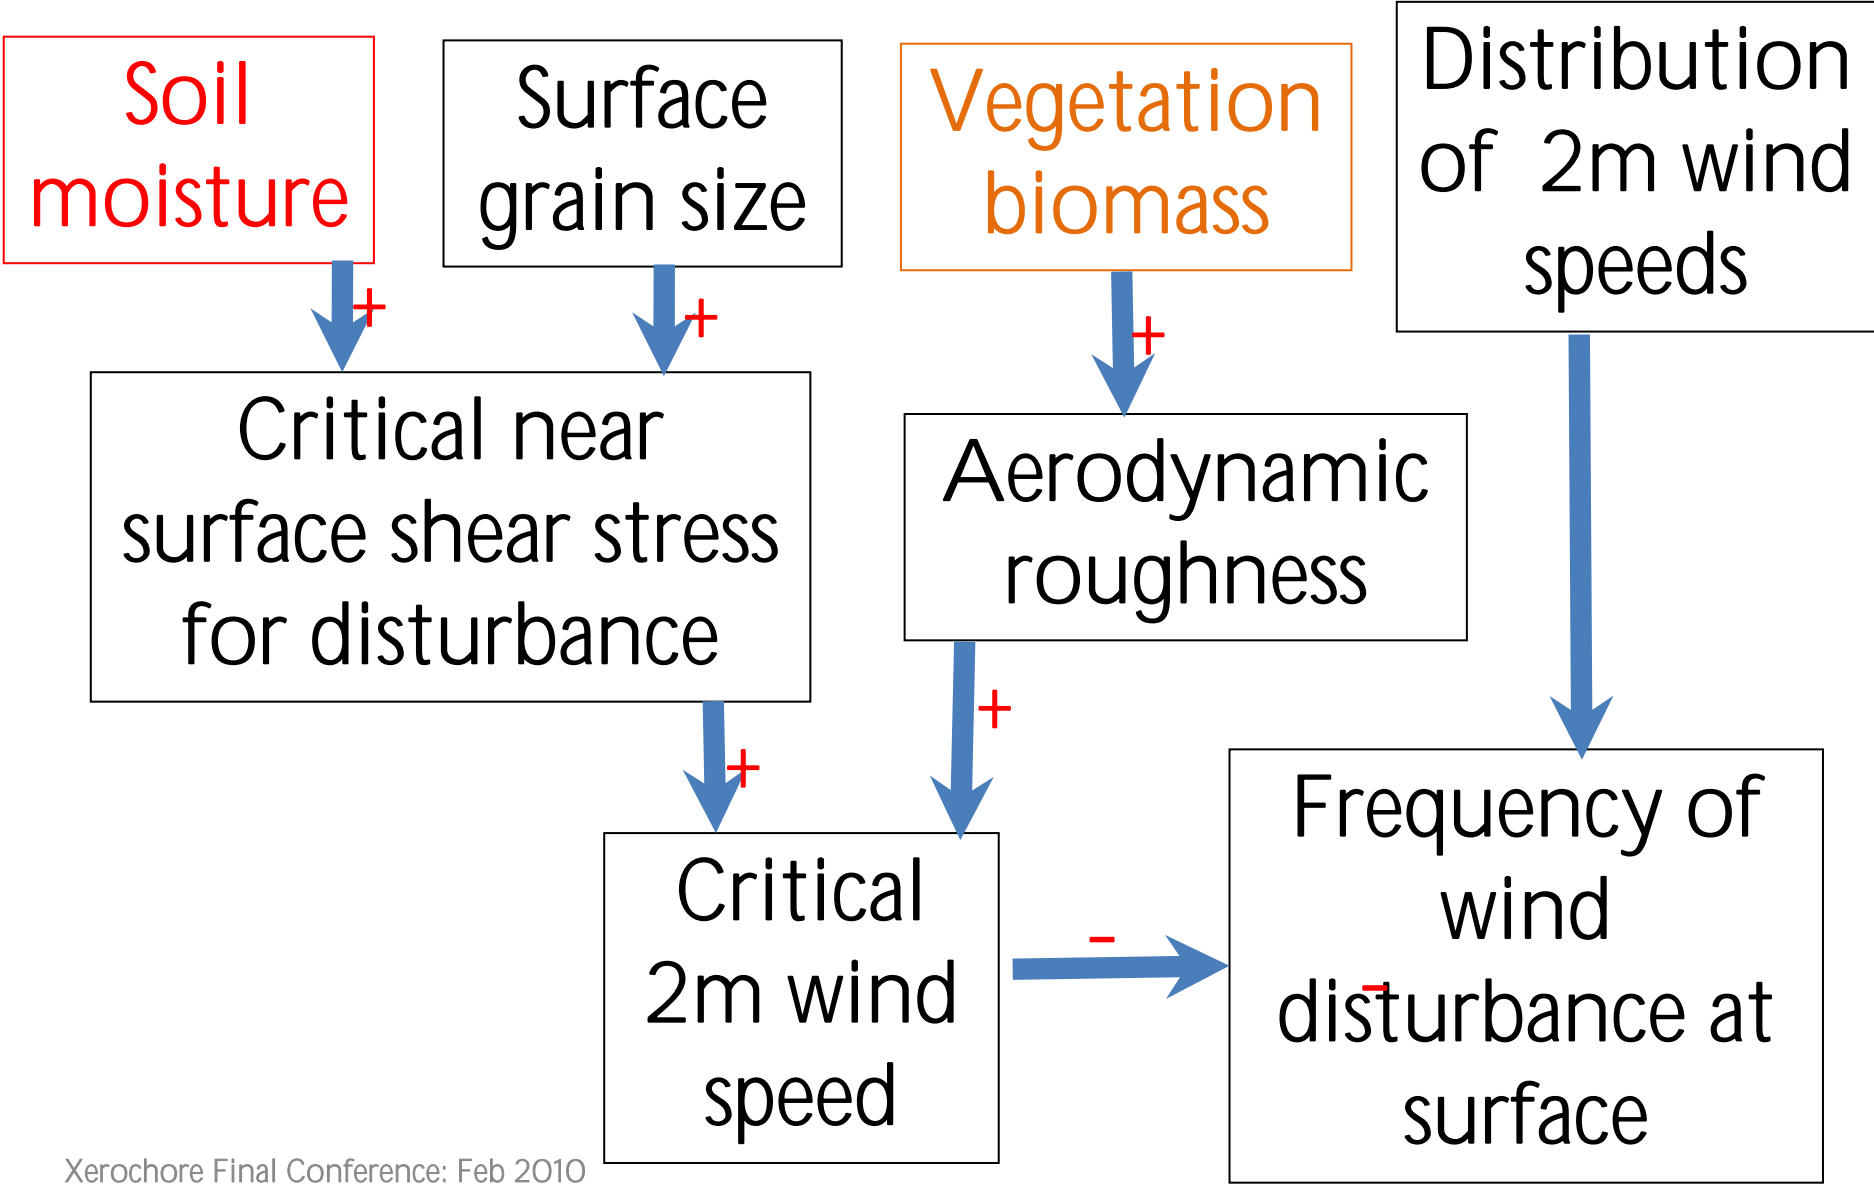 Soil
moisture
+
Surface
grain size
+
Vegetation
biomass
+
Distribution
of 2m wind
speeds
Critical near
surface shear stress
for disturbance
+
Aerodynamic
roughness
+
Critical
2m wind
speed
-
Frequency of
wind
disturbance at
surface
-
Xerochore Final Conference: Feb 2010